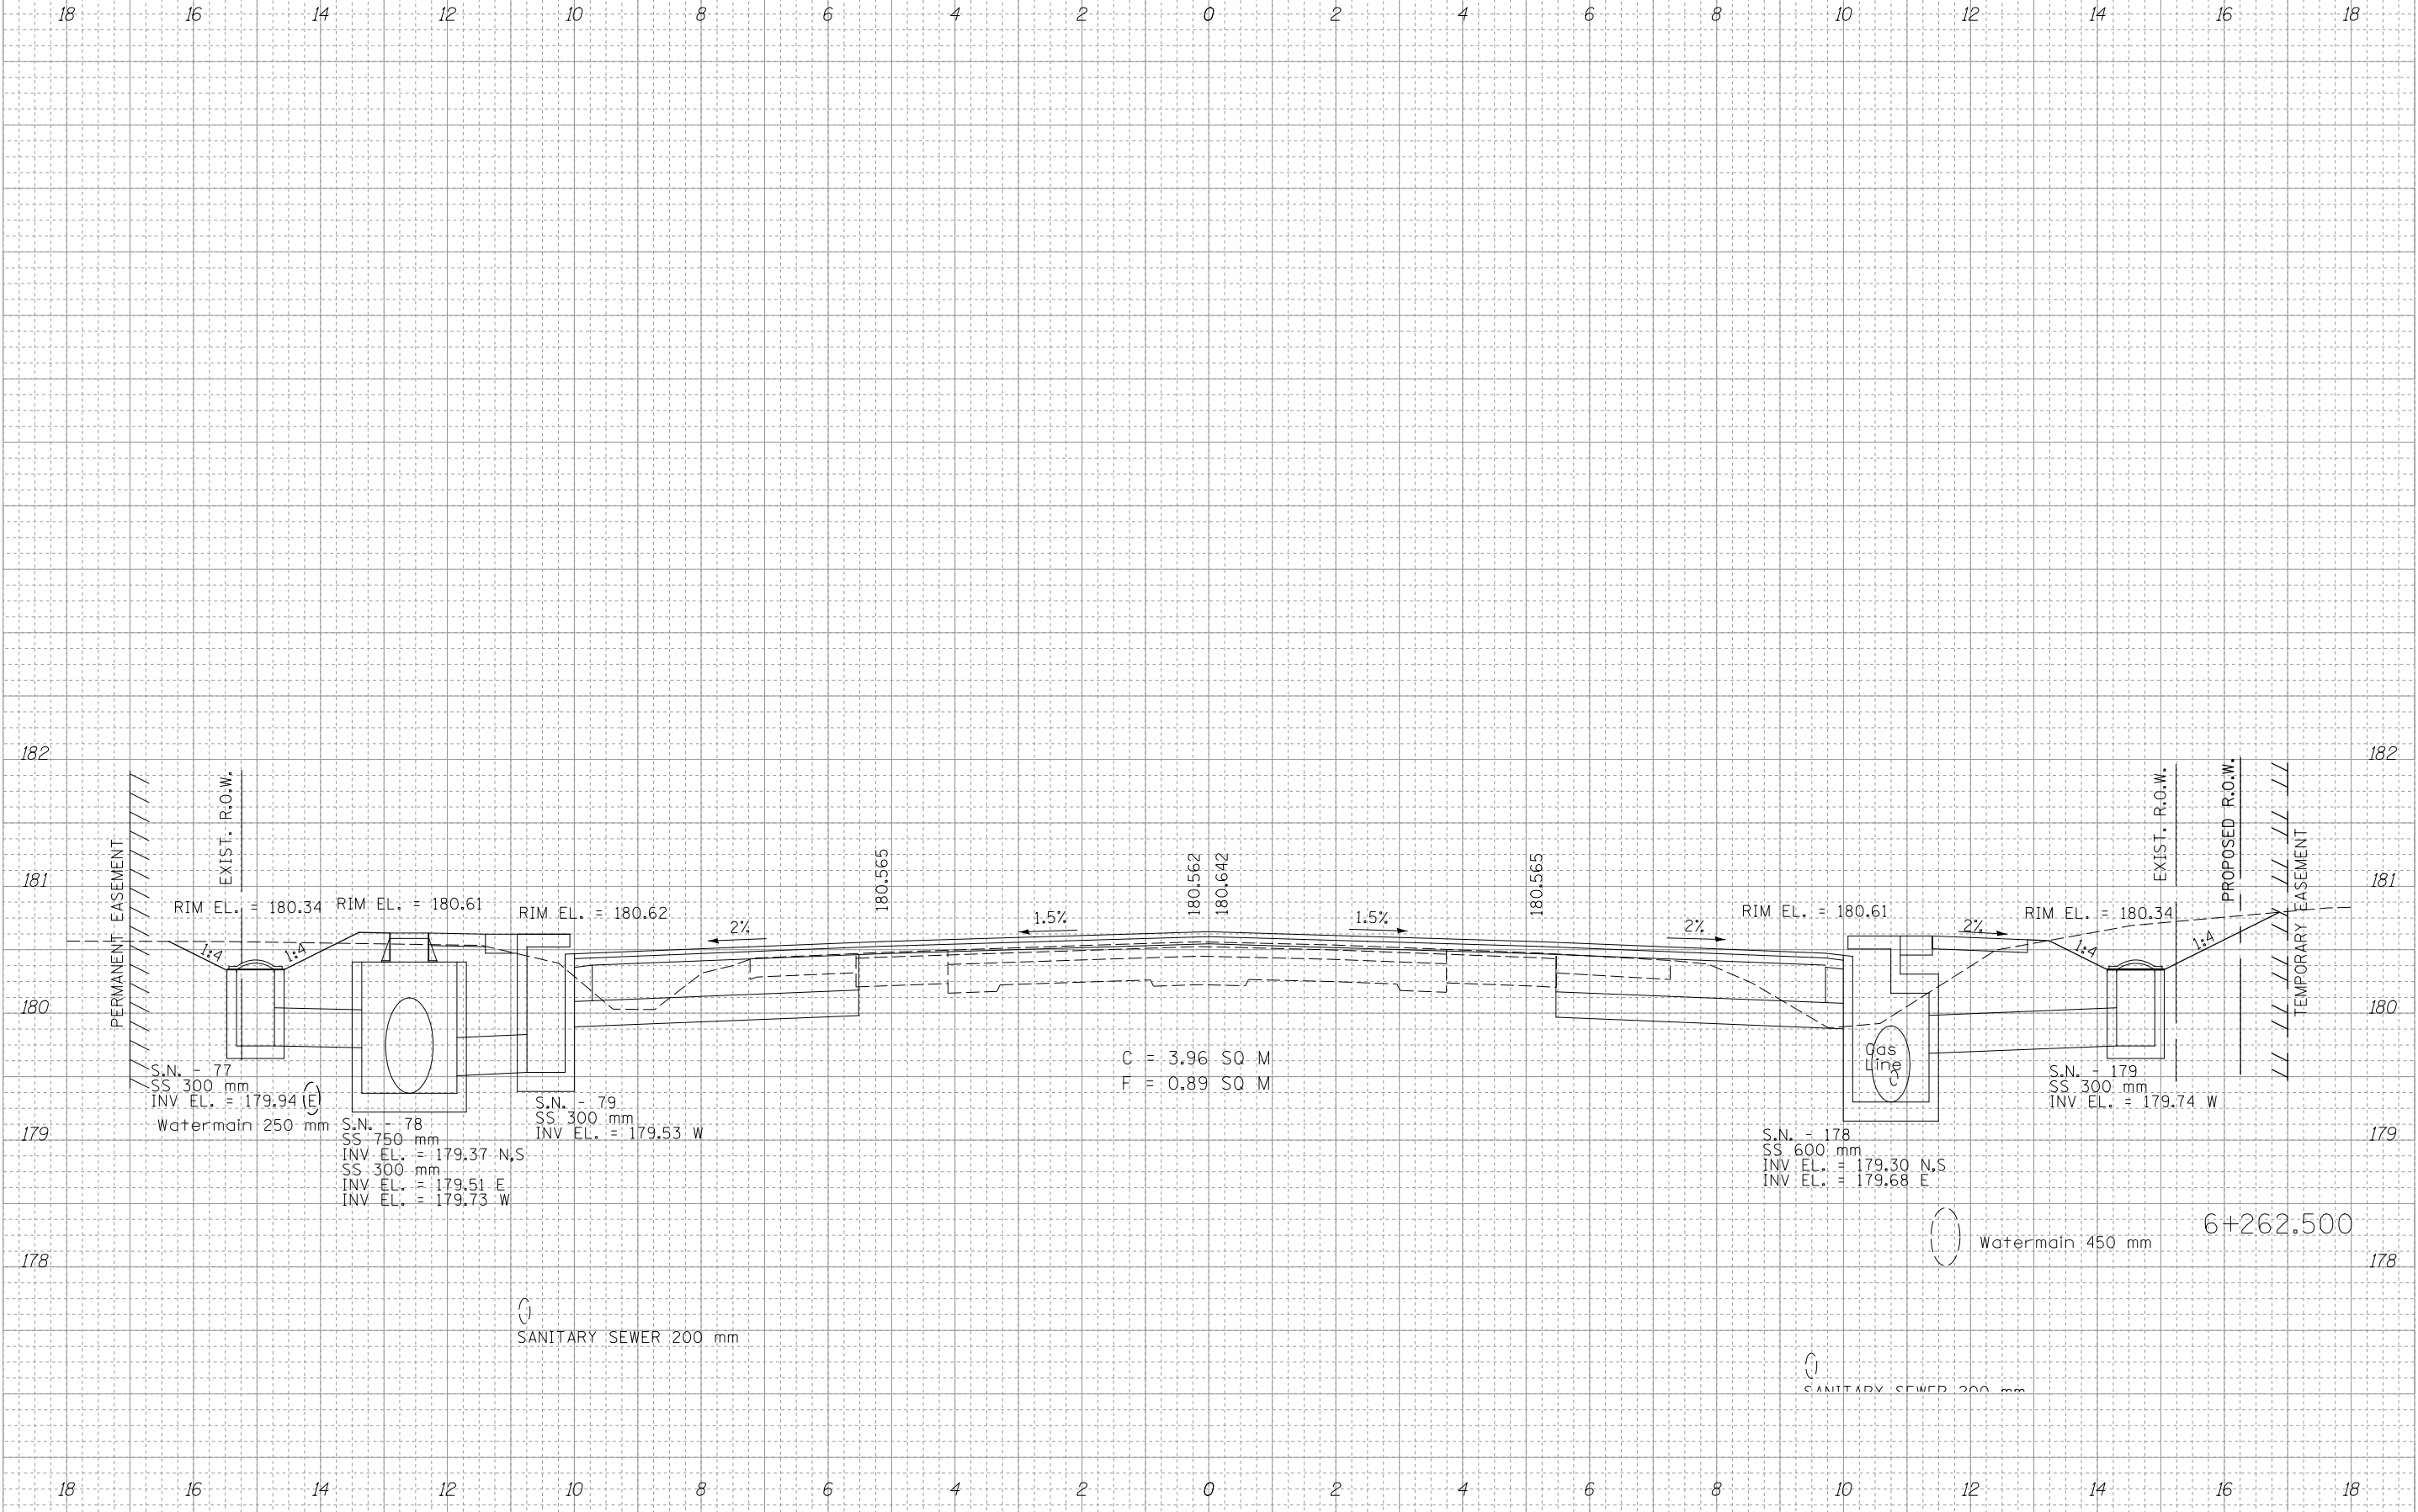 18 16 14 12 10 8 6 4 2 0 2 4 6 8 10 12 14 16 18
182 182
181 181
180 180
179 179
178 178
PERMANENT EASEMENT
EXIST. R.O.W.
RIM EL. = 180.34
RIM EL. = 180.61
RIM EL. = 180.62
1:4
1:4
2%
180.565
1.5%
180.562
180.642
1.5%
180.565
2%
RIM EL. = 180.61
2%
RIM EL. = 180.34
1:4
1:4
EXIST. R.O.W.
PROPOSED R.O.W.
TEMPORARY EASEMENT
S.N. - 77
SS 300 mm
INV EL. = 179.94 (E)
Watermain 250 mm
S.N. - 78
SS 750 mm
INV EL. = 179.37 N,S
SS 300 mm
INV EL. = 179.51 E
INV EL. = 179.73 W
S.N. - 79
SS 300 mm
INV EL. = 179.53 W
C = 3.96 SQ M
F = 0.89 SQ M
Gas
Line
S.N. - 178
SS 600 mm
INV EL. = 179.30 N,S
INV EL. = 179.68 E
S.N. - 179
SS 300 mm
INV EL. = 179.74 W
6+262.500
Watermain 450 mm
SANITARY SEWER 200 mm
SANITARY SEWER 200 mm
18 16 14 12 10 8 6 4 2 0 2 4 6 8 10 12 14 16 18